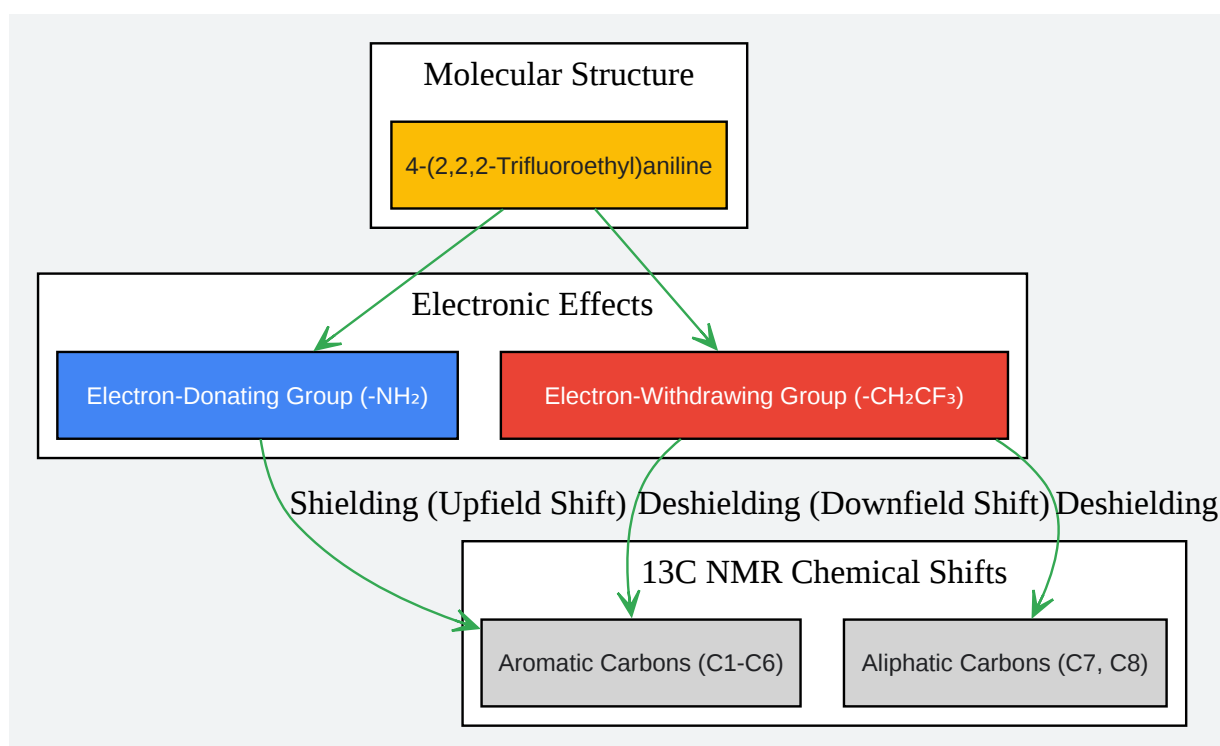 Molecular Structure
4-(2,2,2-Trifluoroethyl)aniline
Electronic Effects
Electron-Donating Group (-NH₂)
Electron-Withdrawing Group (-CH₂CF₃)
Shielding (Upfield Shift)
Deshielding (Downfield Shift)
Deshielding
13C NMR Chemical Shifts
Aromatic Carbons (C1-C6)
Aliphatic Carbons (C7, C8)